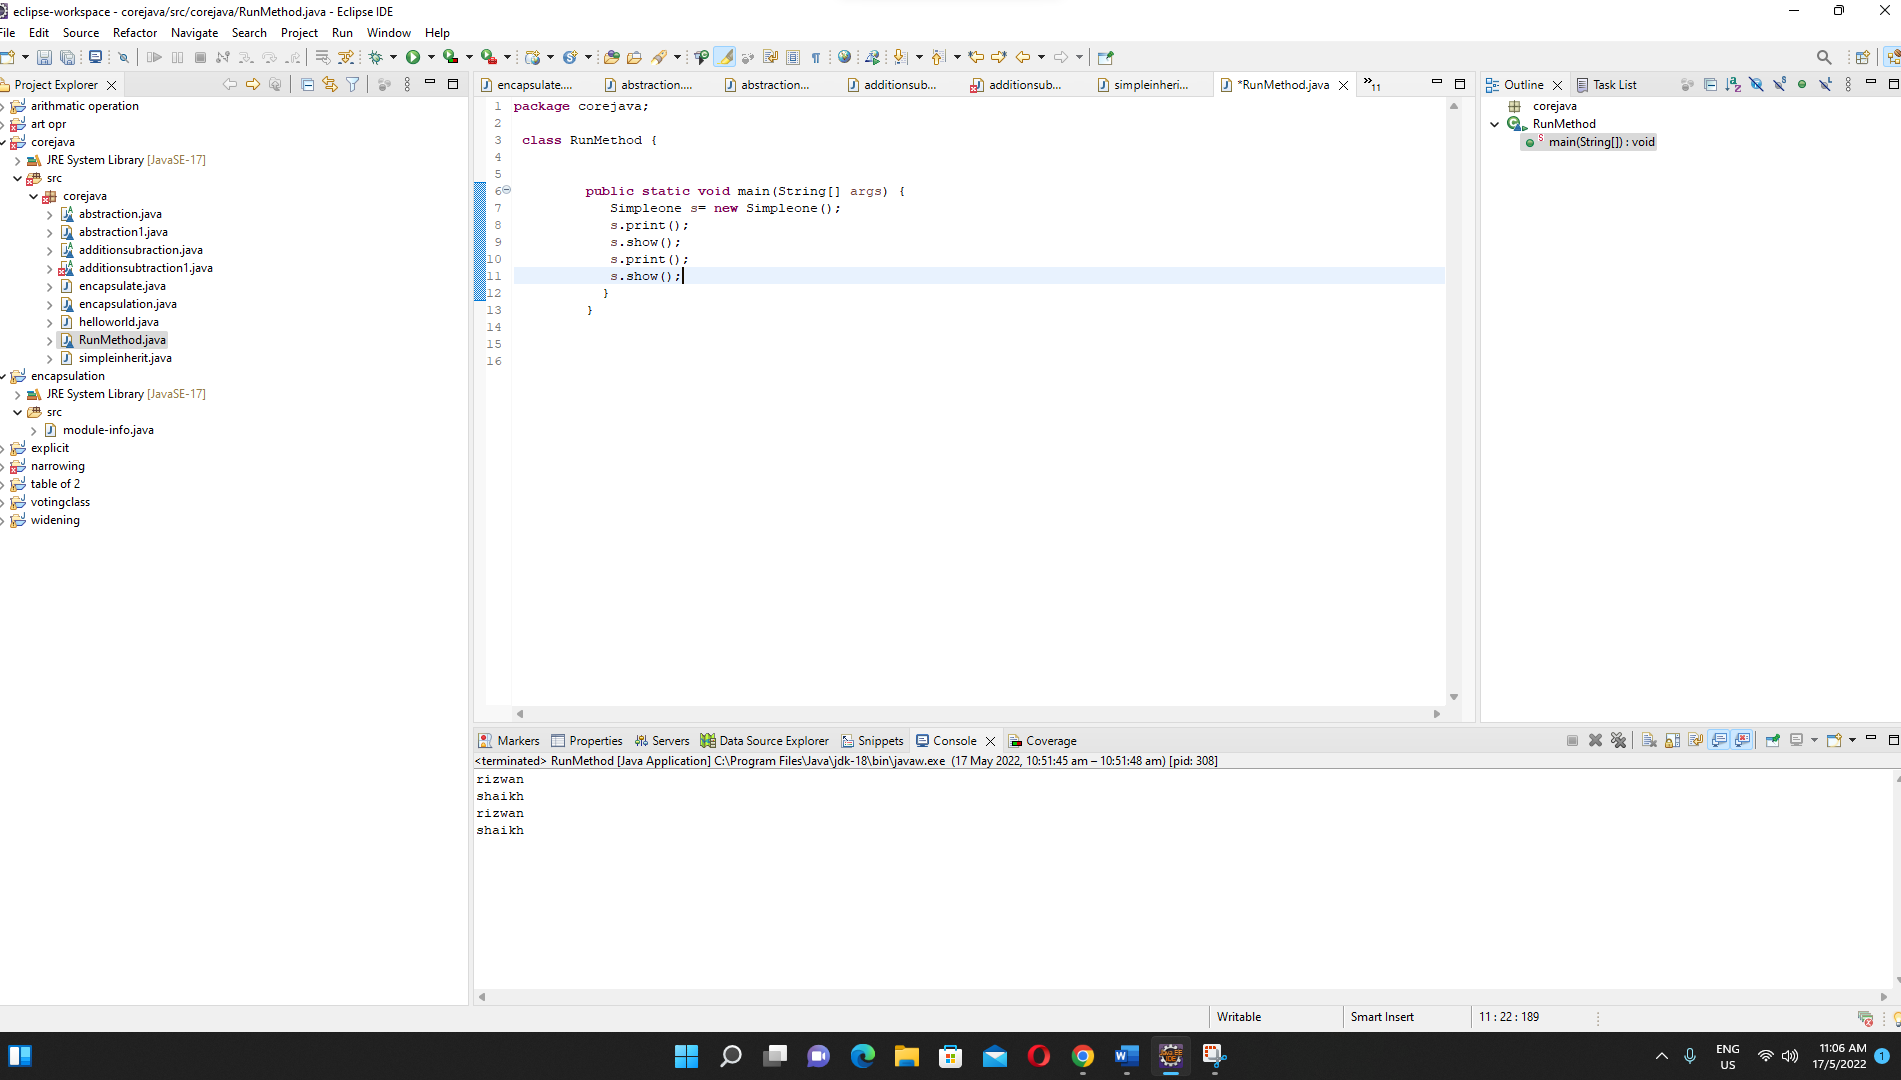 eclipse-workspace - corejava/src/corejava/RunMethod.java - Eclipse IDE
File Edit Source Refactor Navigate Search Project Run Window Help
Project Explorer
encapsulate....
abstraction....
abstraction...
additionsub...
additionsub...
simpleinheri...
*RunMethod.java
»11
Outline
Task List
arithmatic operation
art opr
corejava
JRE System Library [JavaSE-17]
src
corejava
abstraction.java
abstraction1.java
additionsubraction.java
additionsubtraction1.java
encapsulate.java
encapsulation.java
helloworld.java
RunMethod.java
simpleinherit.java
encapsulation
JRE System Library [JavaSE-17]
src
module-info.java
explicit
narrowing
table of 2
votingclass
widening
1 package corejava;
2
3 class RunMethod {
4
5
6 public static void main(String[] args) {
7 Simpleone s= new Simpleone();
8 s.print();
9 s.show();
10 s.print();
11 s.show();
12 }
13 }
14
15
16
corejava
RunMethod
main(String[]) : void
Markers Properties Servers Data Source Explorer Snippets Console Coverage
<terminated> RunMethod [Java Application] C:\Program Files\Java\jdk-18\bin\javaw.exe (17 May 2022, 10:51:45 am – 10:51:48 am) [pid: 308]
rizwan
shaikh
rizwan
shaikh
Writable
Smart Insert
11 : 22 : 189
ENG
US
11:06 AM
17/5/2022
1